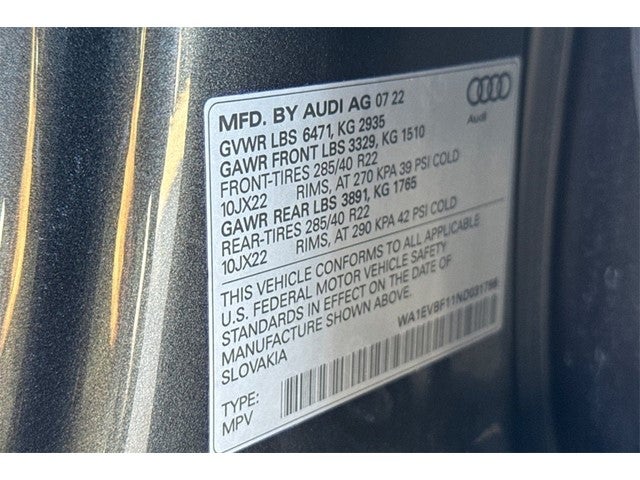 MFD. BY AUDI AG 07 22
GVWR LBS 6471, KG 2935
GAWR FRONT LBS 3329, KG 1510
FRONT-TIRES 285/40 R22
10JX22 RIMS, AT 270 KPA 39 PSI COLD
GAWR REAR LBS 3891, KG 1765
REAR-TIRES 285/40 R22
10JX22 RIMS, AT 290 KPA 42 PSI COLD
THIS VEHICLE CONFORMS TO ALL APPLICABLE
U.S. FEDERAL MOTOR VEHICLE SAFETY
STANDARDS IN EFFECT ON THE DATE OF
MANUFACTURE SHOWN ABOVE.
SLOVAKIA
TYPE:
MPV
Audi